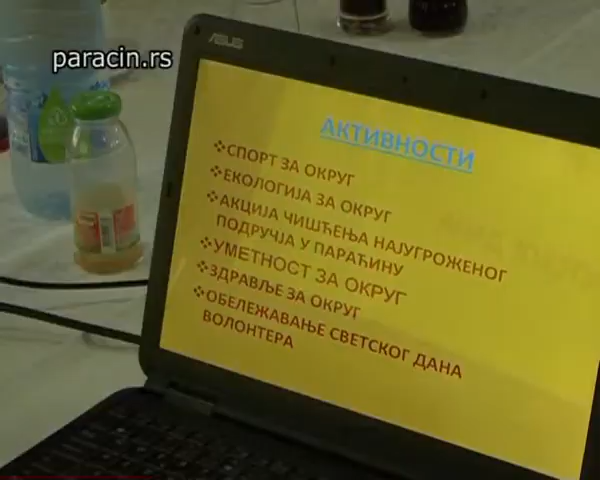 paracin.rs
ASUS
АКТИВНОСТИ
❖СПОРТ ЗА ОКРУГ
❖ЕКОЛОГИЈА ЗА ОКРУГ
❖АКЦИЈА ЧИШЋЕЊА НАЈУГРОЖЕНОГ
ПОДРУЧЈА У ПАРАЋИНУ
❖УМЕТНОСТ ЗА ОКРУГ
❖ЗДРАВЉЕ ЗА ОКРУГ
❖ОБЕЛЕЖАВАЊЕ СВЕТСКОГ ДАНА
ВОЛОНТЕРА